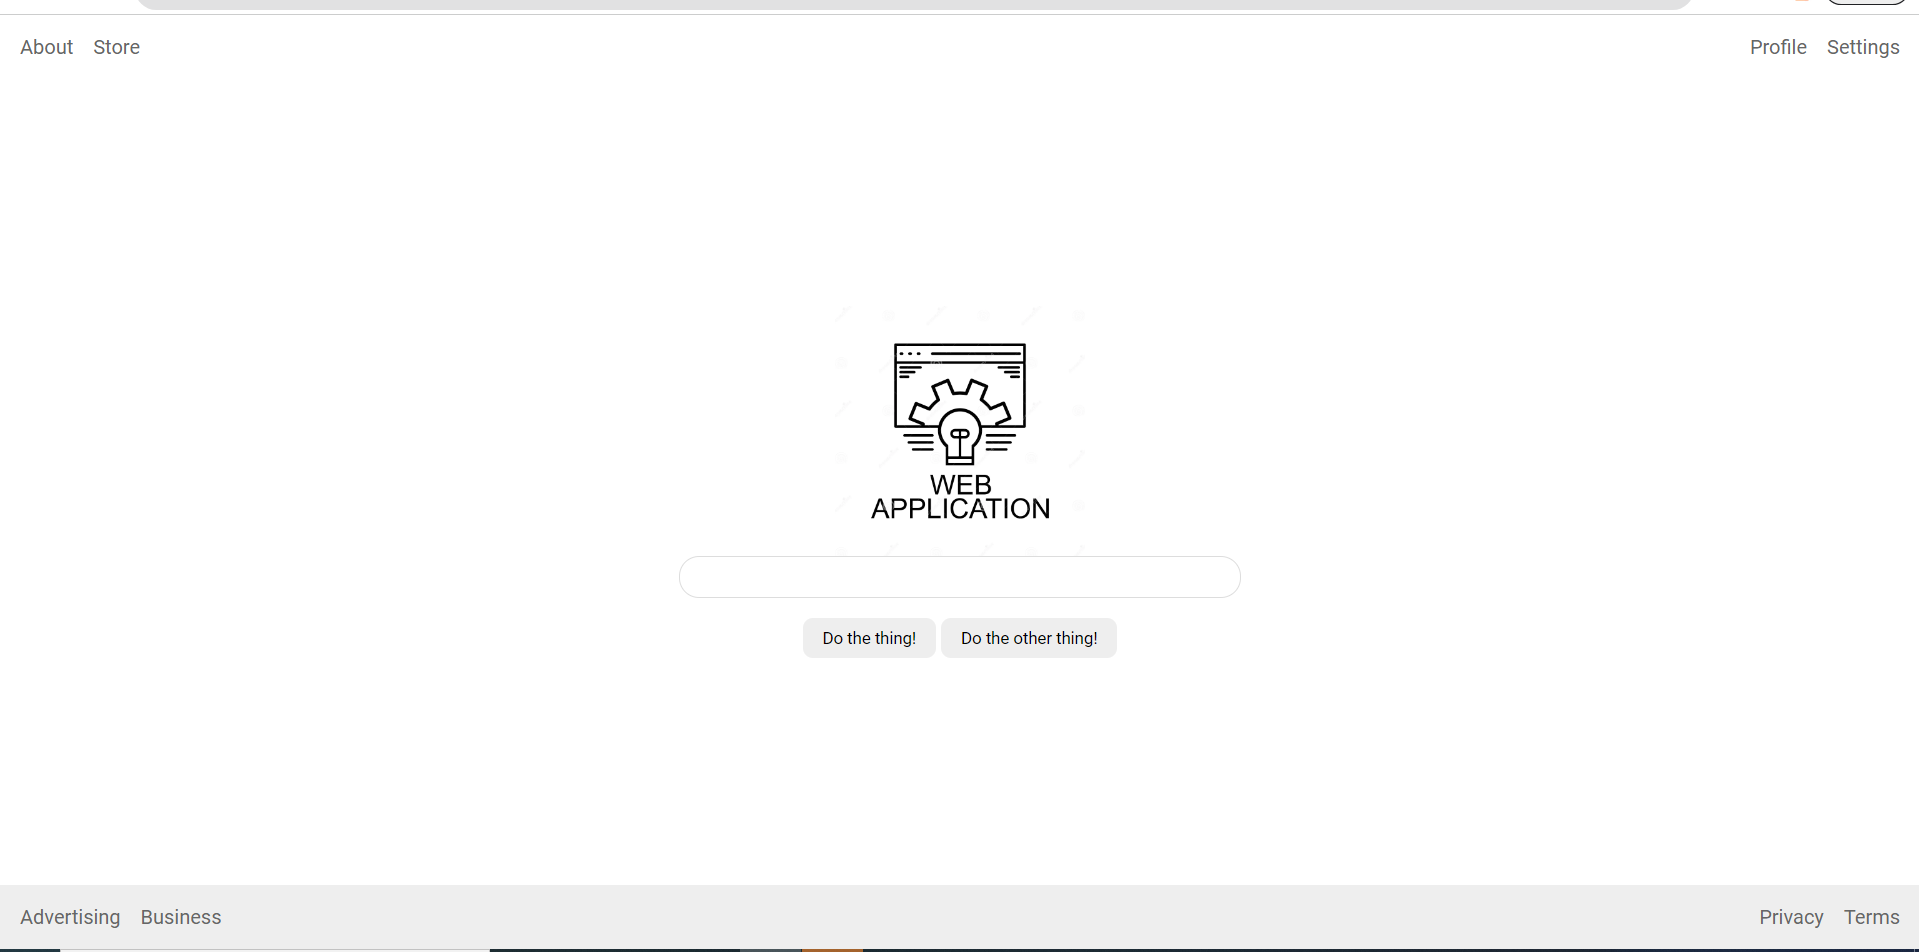 About Store Profile Settings
WEB
APPLICATION
Do the thing! Do the other thing!
Advertising Business Privacy Terms